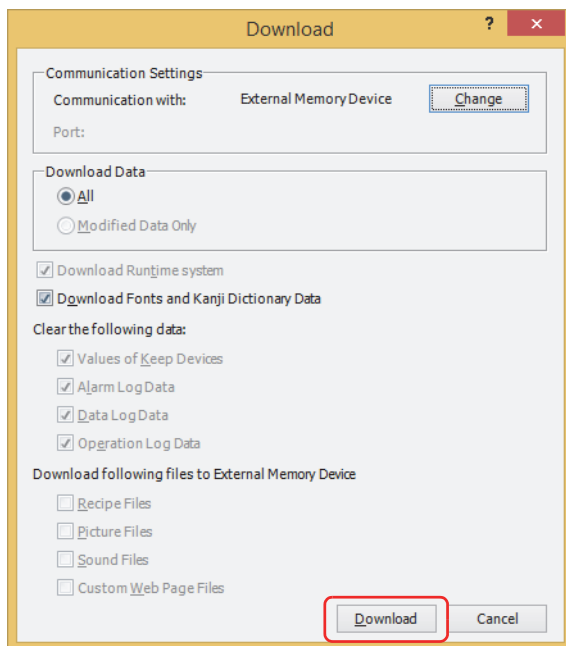 Download
?
×
Communication Settings
Communication with: External Memory Device Change
Port:
Download Data
All
Modified Data Only
Download Runtime system
Download Fonts and Kanji Dictionary Data
Clear the following data:
Values of Keep Devices
Alarm Log Data
Data Log Data
Operation Log Data
Download following files to External Memory Device
Recipe Files
Picture Files
Sound Files
Custom Web Page Files
Download Cancel